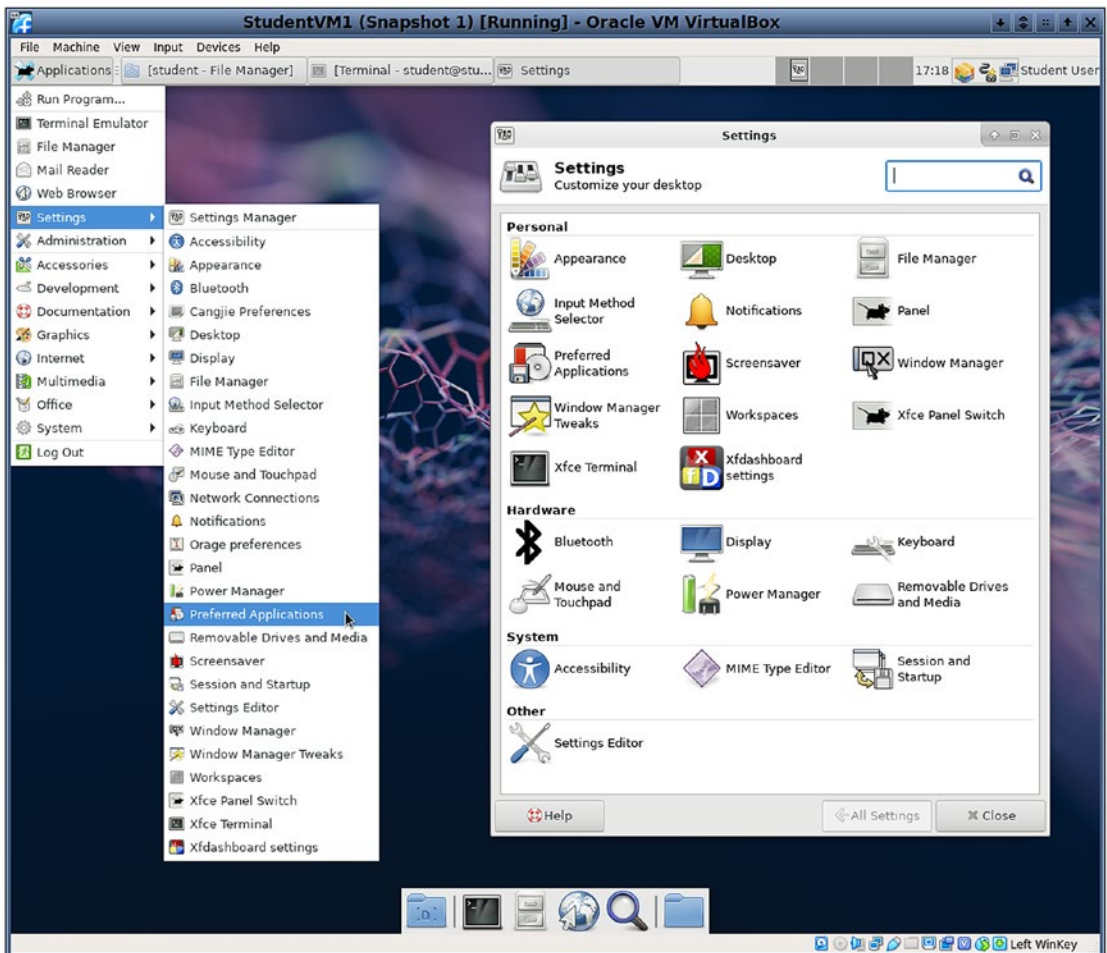 StudentVM1 (Snapshot 1) [Running] - Oracle VM VirtualBox
File Machine View Input Devices Help
Applications [student - File Manager] [Terminal - student@stu... Settings 17:18 Student User
Run Program...
Terminal Emulator
File Manager
Mail Reader
Web Browser
Settings
Administration
Accessories
Development
Documentation
Graphics
Internet
Multimedia
Office
System
Log Out
Settings Manager
Accessibility
Appearance
Bluetooth
Cangjie Preferences
Desktop
Display
File Manager
Input Method Selector
Keyboard
MIME Type Editor
Mouse and Touchpad
Network Connections
Notifications
Orage preferences
Panel
Power Manager
Preferred Applications
Removable Drives and Media
Screensaver
Session and Startup
Settings Editor
Window Manager
Window Manager Tweaks
Workspaces
Xfce Panel Switch
Xfce Terminal
Xfdashboard settings
Settings
Settings
Customize your desktop
Personal
Appearance Desktop File Manager
Input Method
Selector
Notifications
Panel
Preferred
Applications
Screensaver
Window Manager
Window Manager
Tweaks
Workspaces
Xfce Panel Switch
Xfce Terminal
Xfdashboard
settings
Hardware
Bluetooth Display Keyboard
Mouse and
Touchpad
Power Manager
Removable Drives
and Media
System
Accessibility
MIME Type Editor
Session and
Startup
Other
Settings Editor
Help All Settings Close
Left WinKey